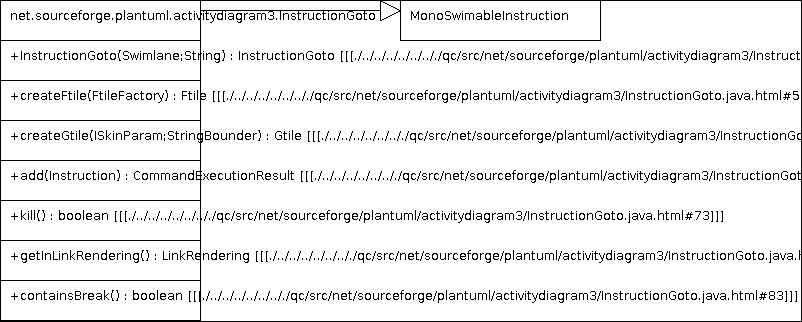 net.sourceforge.plantuml.activitydiagram3.InstructionGoto
MonoSwimableInstruction
+InstructionGoto(Swimlane;String) : InstructionGoto [[[./../../../../../../../qc/src/net/sourceforge/plantuml/activitydiagram3/Instruct
+createFtile(FtileFactory) : Ftile [[[./../../../../../../../qc/src/net/sourceforge/plantuml/activitydiagram3/InstructionGoto.java.html#5
+createGtile(ISkinParam;StringBounder) : Gtile [[[./../../../../../../../qc/src/net/sourceforge/plantuml/activitydiagram3/InstructionGo
+add(Instruction) : CommandExecutionResult [[[./../../../../../../../qc/src/net/sourceforge/plantuml/activitydiagram3/InstructionGot
+kill() : boolean [[[./../../../../../../../qc/src/net/sourceforge/plantuml/activitydiagram3/InstructionGoto.java.html#73]]]
+getInLinkRendering() : LinkRendering [[[./../../../../../../../qc/src/net/sourceforge/plantuml/activitydiagram3/InstructionGoto.java.h
+containsBreak() : boolean [[[./../../../../../../../qc/src/net/sourceforge/plantuml/activitydiagram3/InstructionGoto.java.html#83]]]